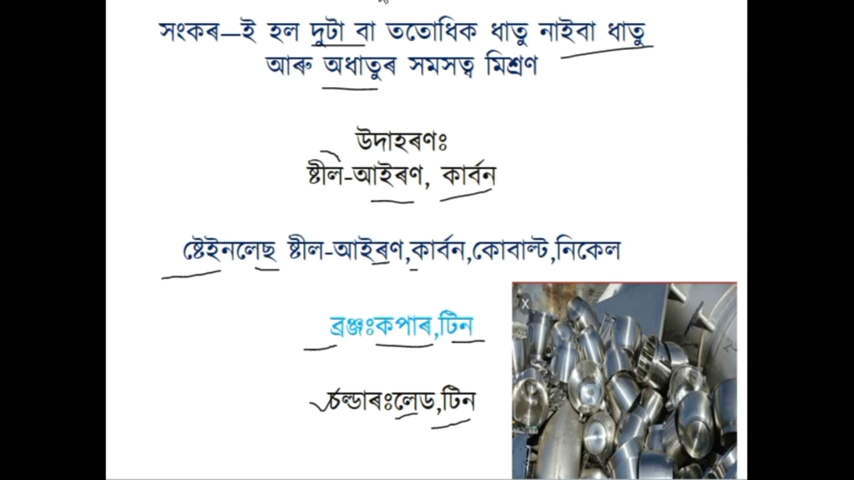 সংকৰ–ই হল দুটা বা ততোধিক ধাতু নাইবা ধাতু
আৰু অধাতুৰ সমসত্ব মিশ্ৰণ
উদাহৰণঃ
ষ্টীল-আইৰণ, কাৰ্বন
ষ্টেইনলেছ ষ্টীল-আইৰণ,কাৰ্বন,কোবাল্ট,নিকেল
ব্ৰঞ্জঃকপাৰ,টিন
চল্ডাৰঃলেড,টিন